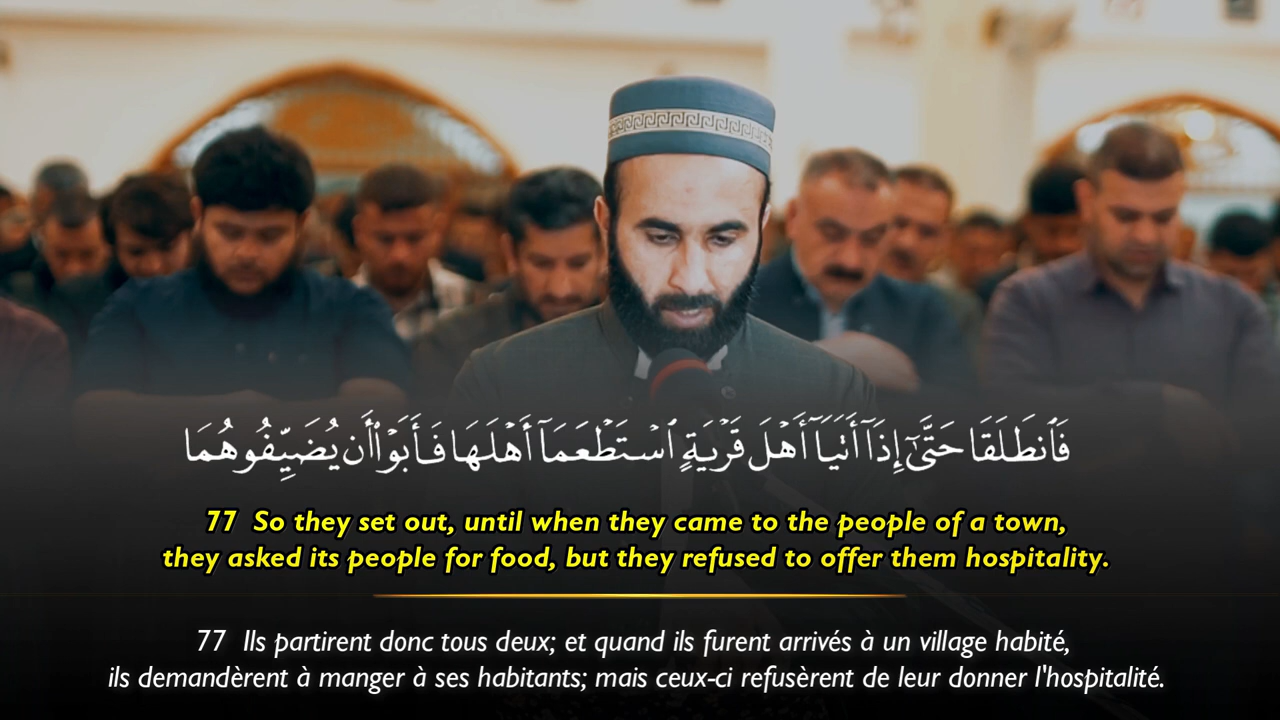 فَٱنطَلَقَا حَتَّىٰٓ إِذَآ أَتَيَآ أَهْلَ قَرْيَةٍ ٱسْتَطْعَمَآ أَهْلَهَا فَأَبَوْا۟ أَن يُضَيِّفُوهُمَا
77 So they set out, until when they came to the people of a town,
they asked its people for food, but they refused to offer them hospitality.
77 Ils partirent donc tous deux; et quand ils furent arrivés à un village habité,
ils demandèrent à manger à ses habitants; mais ceux-ci refusèrent de leur donner l'hospitalité.